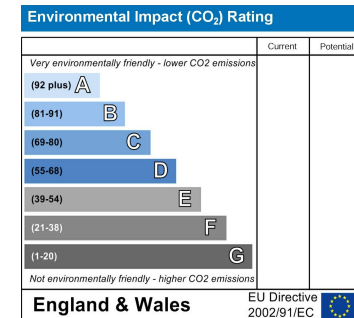 Environmental Impact (CO₂) Rating
Current Potential
Very environmentally friendly - lower CO2 emissions
(92 plus) A
(81-91) B
(69-80) C
(55-68) D
(39-54) E
(21-38) F
(1-20) G
Not environmentally friendly - higher CO2 emissions
England & Wales
EU Directive
2002/91/EC